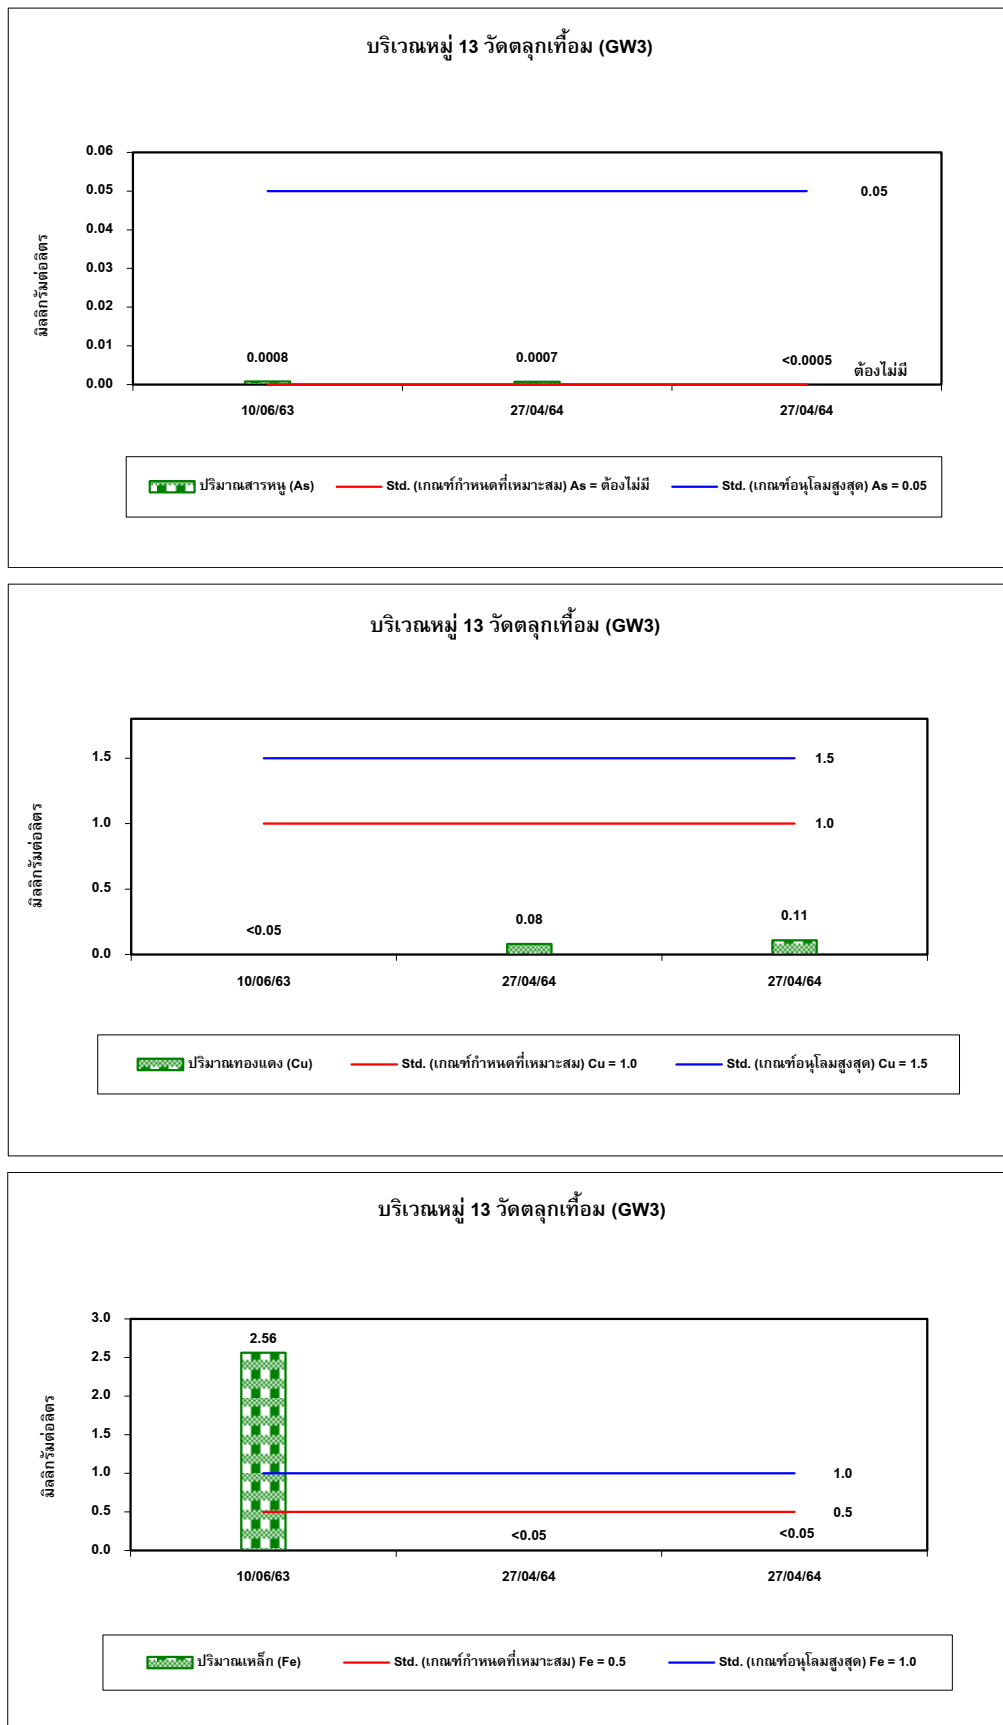 บริเวณหมู่ 13 วัดตลุกเทื้อม (GW3)
มิลลิกรัมต่อลิตร
0.06
0.05
0.04
0.03
0.02
0.01
0.00
0.05
0.0008
0.0007
<0.0005
ต้องไม่มี
10/06/63 27/04/64 27/04/64
ปริมาณสารหนู (As) Std. (เกณฑ์กำหนดที่เหมาะสม) As = ต้องไม่มี Std. (เกณฑ์อนุโลมสูงสุด) As = 0.05
บริเวณหมู่ 13 วัดตลุกเทื้อม (GW3)
มิลลิกรัมต่อลิตร
1.5
1.0
0.5
0.0
1.5
1.0
<0.05
0.08
0.11
10/06/63 27/04/64 27/04/64
ปริมาณทองแดง (Cu) Std. (เกณฑ์กำหนดที่เหมาะสม) Cu = 1.0 Std. (เกณฑ์อนุโลมสูงสุด) Cu = 1.5
บริเวณหมู่ 13 วัดตลุกเทื้อม (GW3)
มิลลิกรัมต่อลิตร
3.0
2.5
2.0
1.5
1.0
0.5
0.0
2.56
1.0
0.5
<0.05
<0.05
10/06/63 27/04/64 27/04/64
ปริมาณเหล็ก (Fe) Std. (เกณฑ์กำหนดที่เหมาะสม) Fe = 0.5 Std. (เกณฑ์อนุโลมสูงสุด) Fe = 1.0